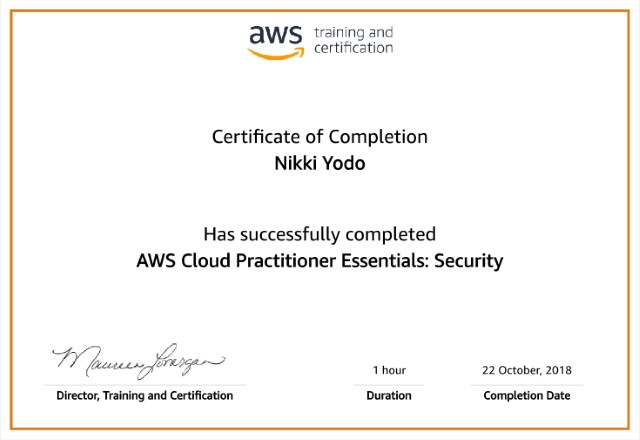 aws training and
certification
Certificate of Completion
Nikki Yodo
Has successfully completed
AWS Cloud Practitioner Essentials: Security
Maureen Lonergan
1 hour
22 October, 2018
Director, Training and Certification
Duration
Completion Date